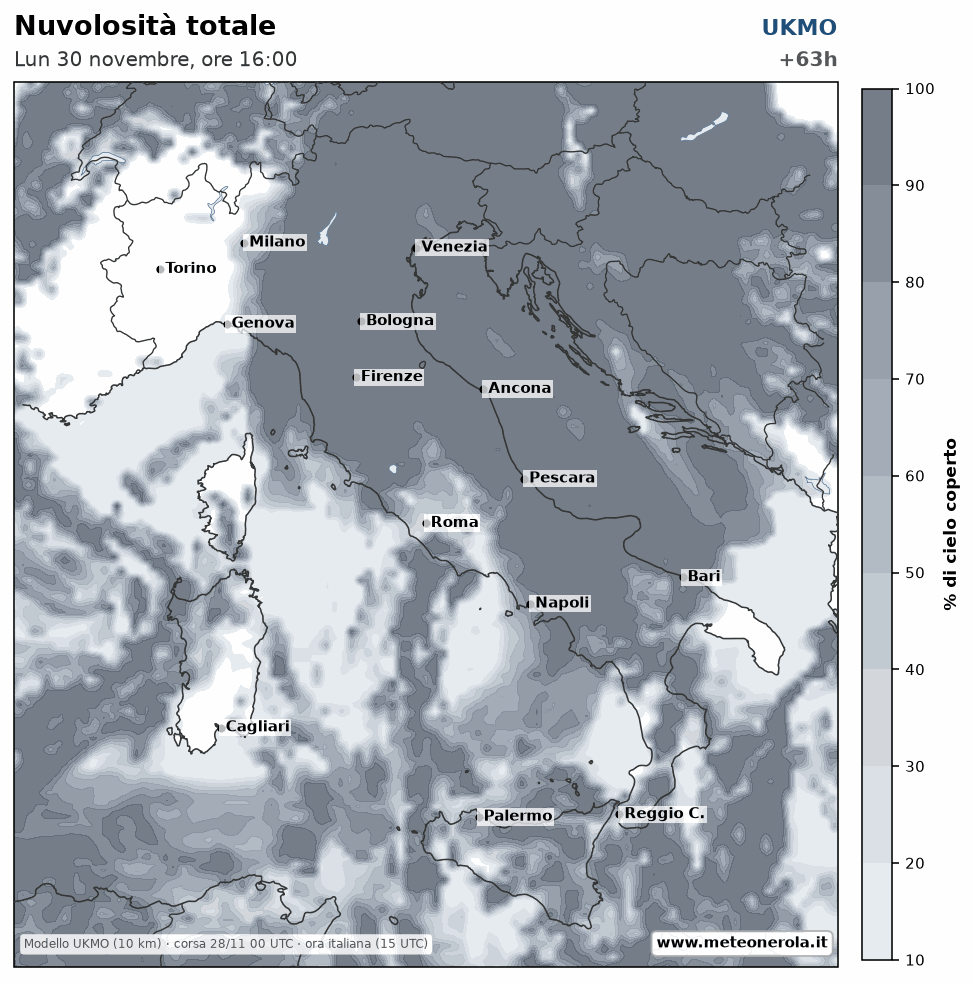 Nuvolosità totale
UKMO
Lun 30 novembre, ore 16:00
+63h
100
90
80
70
60
50
40
30
20
10
% di cielo coperto
Milano
Venezia
Torino
Genova
Bologna
Firenze
Ancona
Pescara
Roma
Bari
Napoli
Cagliari
Palermo
Reggio C.
Modello UKMO (10 km) · corsa 28/11 00 UTC · ora italiana (15 UTC)
www.meteonerola.it